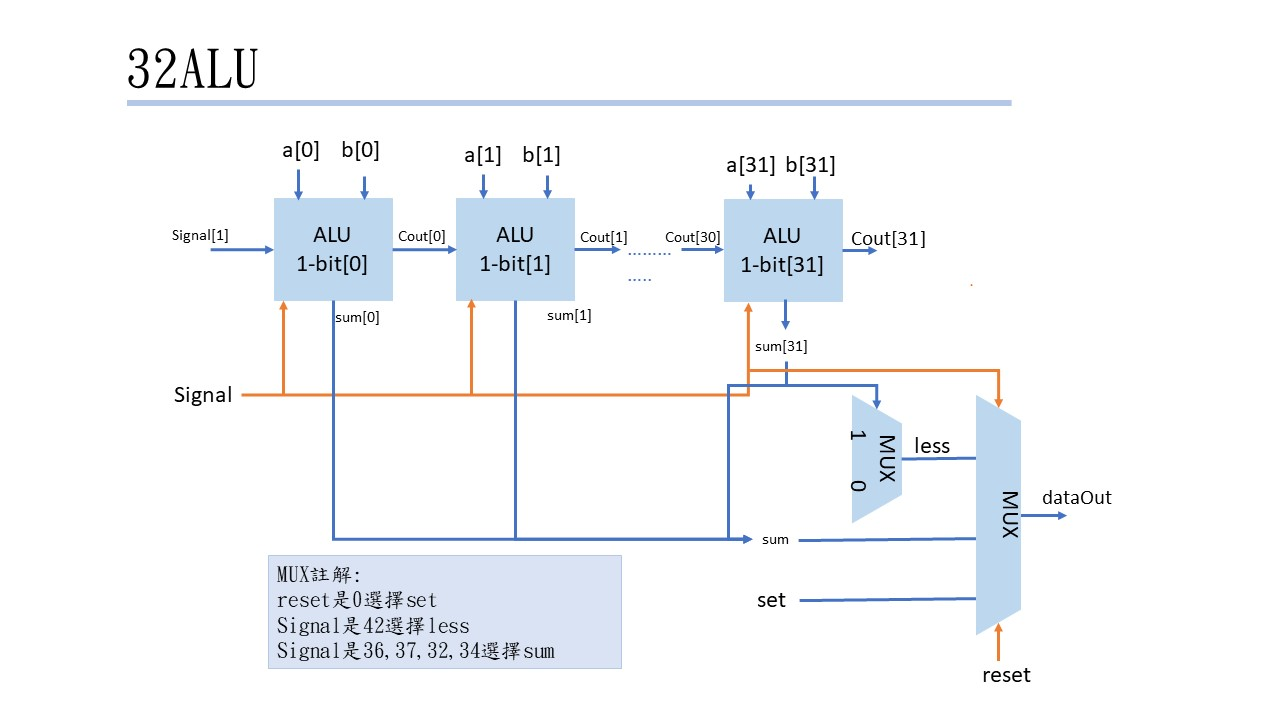 32ALU
a[0]
b[0]
a[1]
b[1]
a[31]
b[31]
Signal[1]
ALU
1-bit[0]
Cout[0]
ALU
1-bit[1]
Cout[1]
.........
.....
Cout[30]
ALU
1-bit[31]
Cout[31]
sum[0]
sum[1]
sum[31]
Signal
1
0
MUX
less
MUX
dataOut
sum
set
reset
MUX註解:
reset是0選擇set
Signal是42選擇less
Signal是36,37,32,34選擇sum